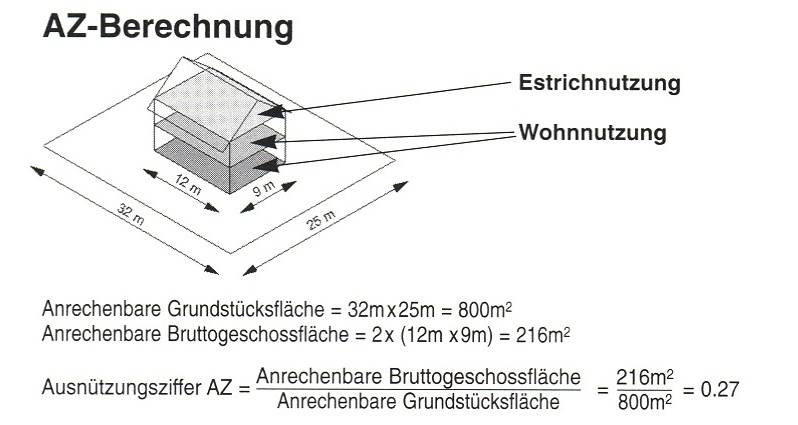 AZ-Berechnung
Estrichnutzung
Wohnnutzung
12 m
9 m
32 m
25 m
Anrechenbare Grundstücksfläche = 32m x 25m = 800m²
Anrechenbare Bruttogeschossfläche = 2 x (12m x 9m) = 216m²
Ausnützungsziffer AZ = Anrechenbare Bruttogeschossfläche / Anrechenbare Grundstücksfläche = 216m² / 800m² = 0.27